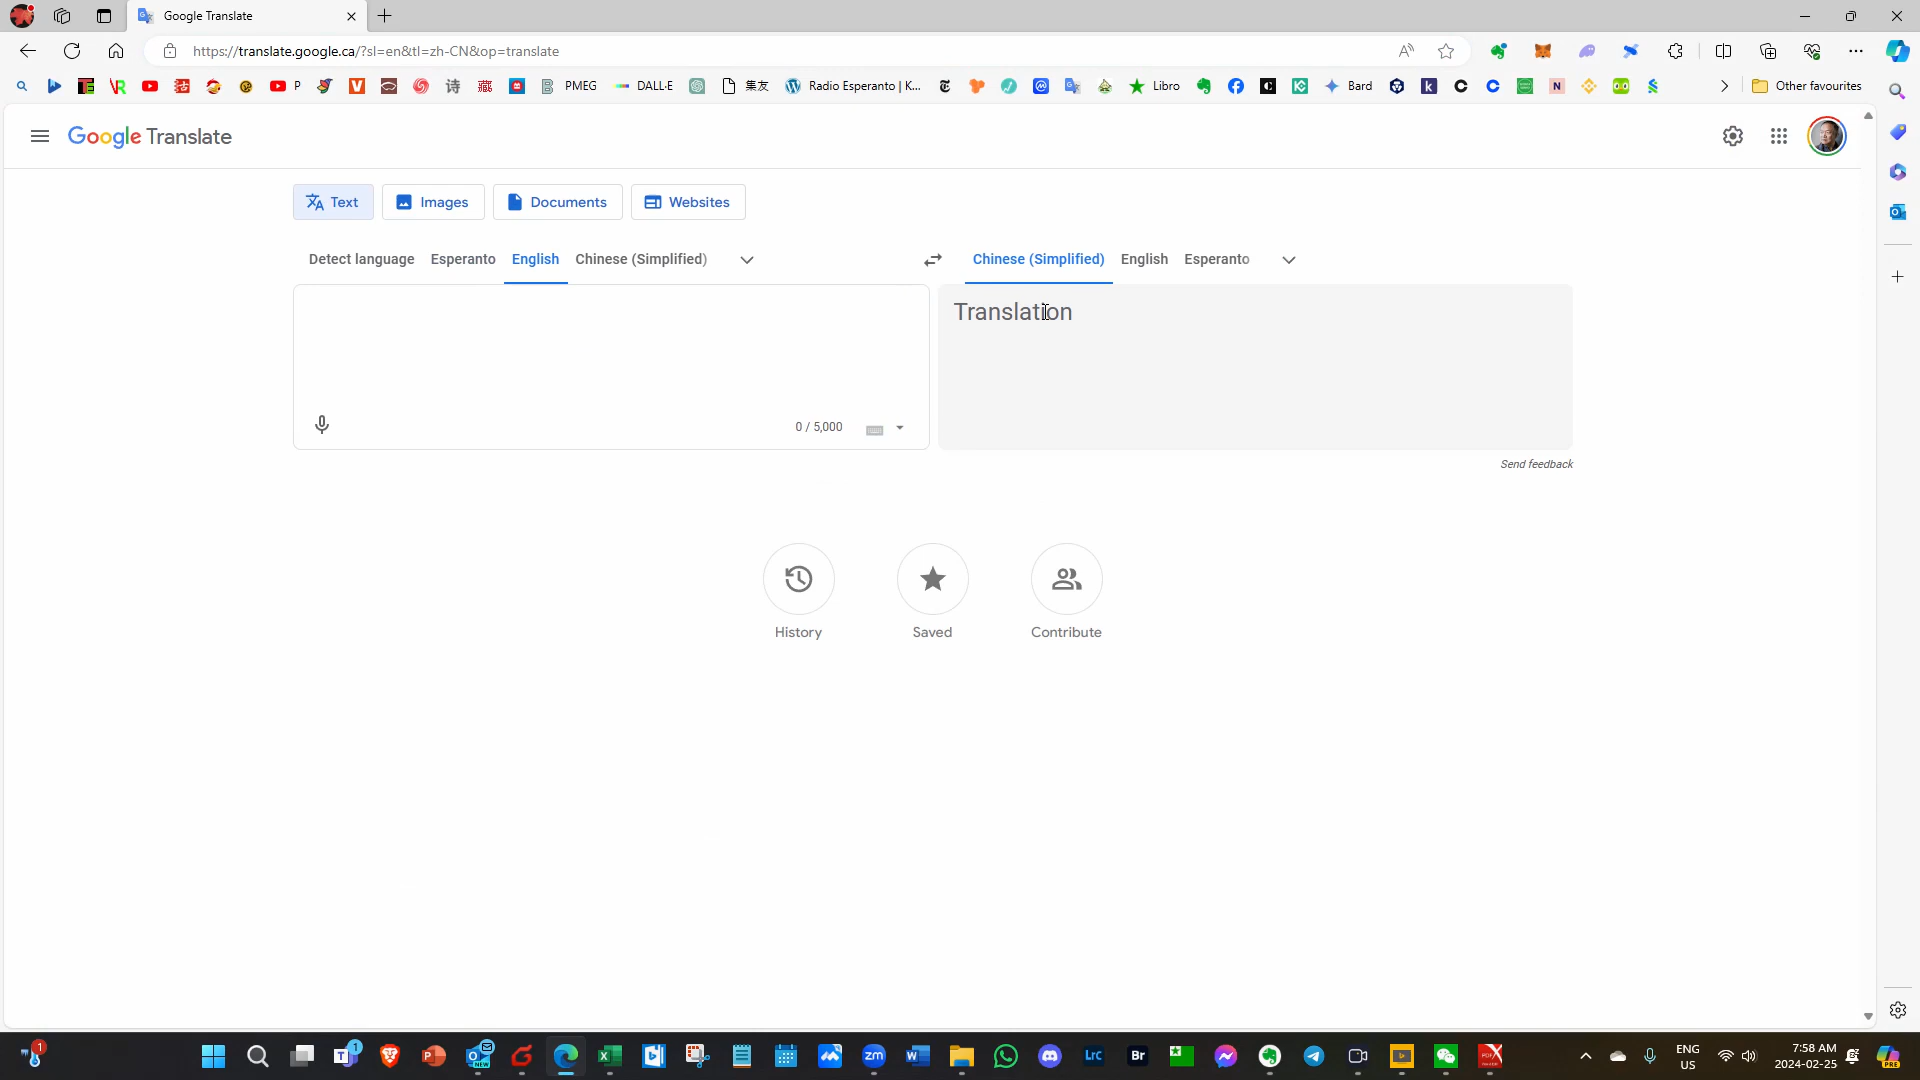 Google Translate
https://translate.google.ca/?sl=en&tl=zh-CN&op=translate
P
PMEG
DALL·E
集友
Radio Esperanto | K...
Libro
Bard
Other favourites
Google Translate
Text
Images
Documents
Websites
Detect language
Esperanto
English
Chinese (Simplified)
Chinese (Simplified)
English
Esperanto
Translation
0 / 5,000
Send feedback
History
Saved
Contribute
ENG
US
7:58 AM
2024-02-25